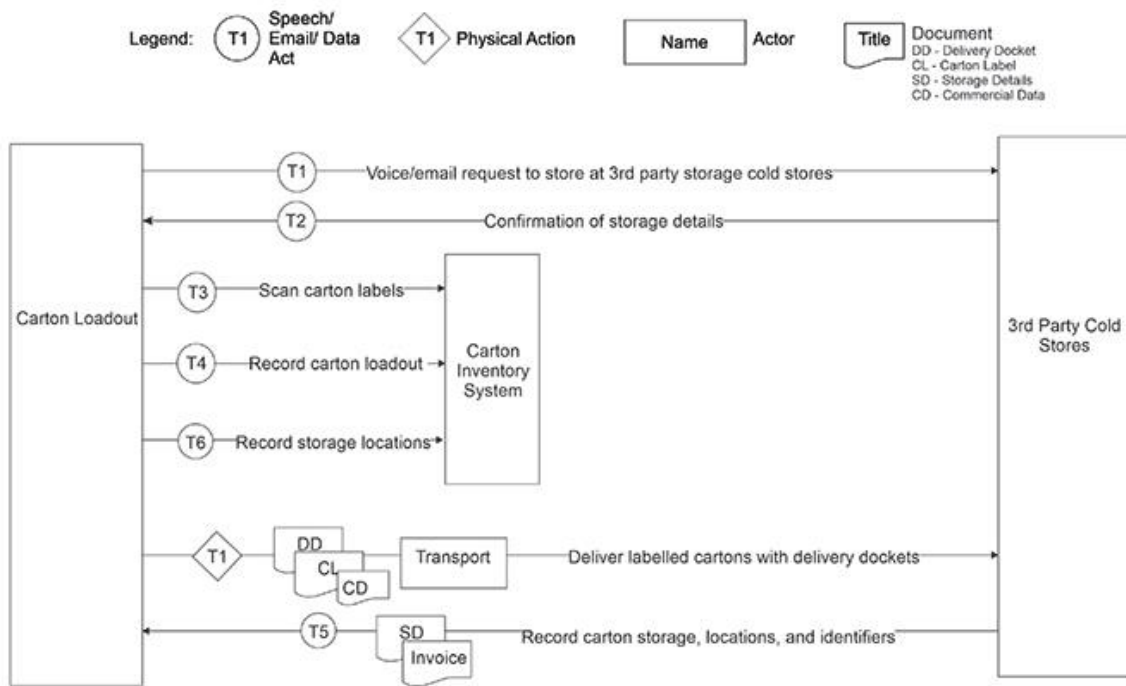 Legend:
T1
Speech/
Email/ Data
Act
T1
Physical Action
Name
Actor
Title
Document
DD - Delivery Docket
CL - Carton Label
SD - Storage Details
CD - Commercial Data
T1
Voice/email request to store at 3rd party storage cold stores
T2
Confirmation of storage details
T3
Scan carton labels
Carton Loadout
3rd Party Cold
Stores
T4
Record carton loadout
Carton
Inventory
System
T6
Record storage locations
T1
DD
CL
CD
Transport
Deliver labelled cartons with delivery dockets
T5
SD
Invoice
Record carton storage, locations, and identifiers